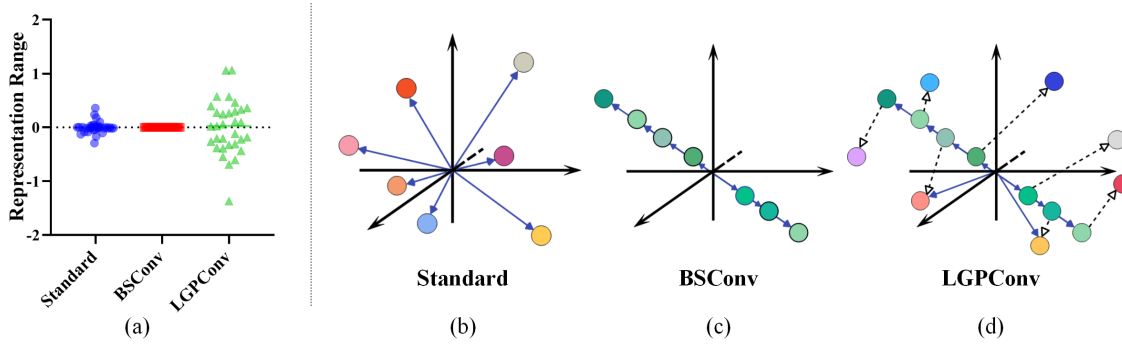 Representation Range
2
1
0
-1
-2
Standard
BSConv
LGPConv
(a)
Standard
(b)
BSConv
(c)
LGPConv
(d)